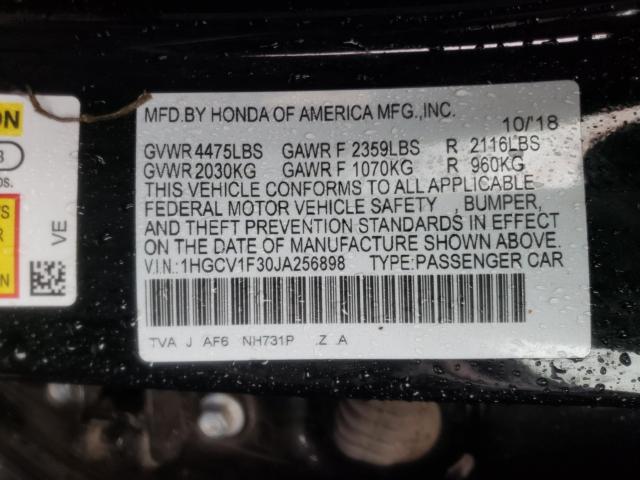 MFD.BY HONDA OF AMERICA MFG.,INC.
10/'18
GVWR 4475LBS GAWR F 2359LBS R 2116LBS
GVWR 2030KG GAWR F 1070KG R 960KG
THIS VEHICLE CONFORMS TO ALL APPLICABLE
FEDERAL MOTOR VEHICLE SAFETY ,BUMPER,
AND THEFT PREVENTION STANDARDS IN EFFECT
ON THE DATE OF MANUFACTURE SHOWN ABOVE.
V.I.N.:1HGCV1F30JA256898 TYPE:PASSENGER CAR
TVA J AF6 NH731P .Z .A
VE